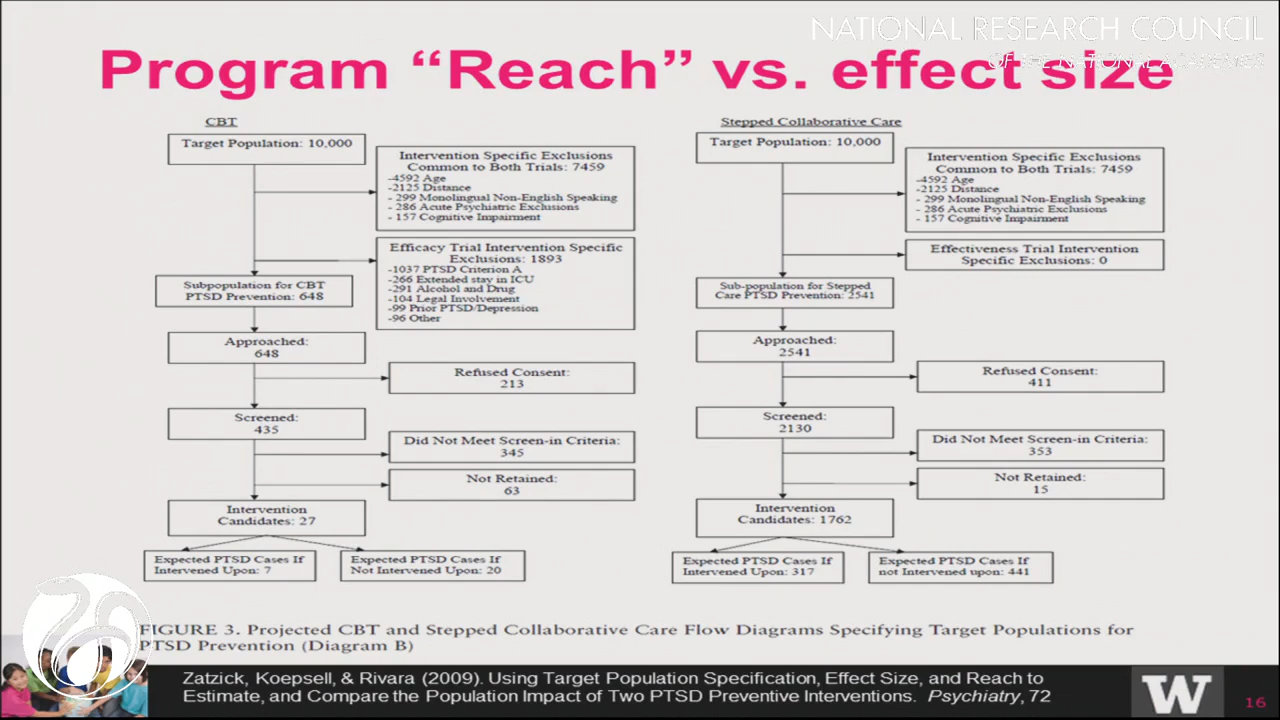 NATIONAL RESEARCH COUNCIL
OF THE NATIONAL ACADEMIES
Program “Reach” vs. effect size
CBT
Target Population: 10,000
Intervention Specific Exclusions
Common to Both Trials: 7459
-4592 Age
-2125 Distance
- 299 Monolingual Non-English Speaking
- 286 Acute Psychiatric Exclusions
- 157 Cognitive Impairment
Efficacy Trial Intervention Specific
Exclusions: 1893
-1037 PTSD Criterion A
-266 Extended stay in ICU
-291 Alcohol and Drug
-104 Legal Involvement
-99 Prior PTSD/Depression
-96 Other
Subpopulation for CBT
PTSD Prevention: 648
Approached:
648
Refused Consent:
213
Screened:
435
Did Not Meet Screen-in Criteria:
345
Not Retained:
63
Intervention
Candidates: 27
Expected PTSD Cases If
Intervened Upon: 7
Expected PTSD Cases If
Not Intervened Upon: 20
Stepped Collaborative Care
Target Population: 10,000
Intervention Specific Exclusions
Common to Both Trials: 7459
-4592 Age
-2125 Distance
- 299 Monolingual Non-English Speaking
- 286 Acute Psychiatric Exclusions
- 157 Cognitive Impairment
Effectiveness Trial Intervention
Specific Exclusions: 0
Sub-population for Stepped
Care PTSD Prevention: 2541
Approached:
2541
Refused Consent:
411
Screened:
2130
Did Not Meet Screen-in Criteria:
353
Not Retained:
15
Intervention
Candidates: 1762
Expected PTSD Cases If
Intervened Upon: 317
Expected PTSD Cases If
not Intervened upon: 441
FIGURE 3. Projected CBT and Stepped Collaborative Care Flow Diagrams Specifying Target Populations for
PTSD Prevention (Diagram B)
Zatzick, Koepsell, & Rivara (2009). Using Target Population Specification, Effect Size, and Reach to
Estimate, and Compare the Population Impact of Two PTSD Preventive Interventions. Psychiatry, 72
W
16